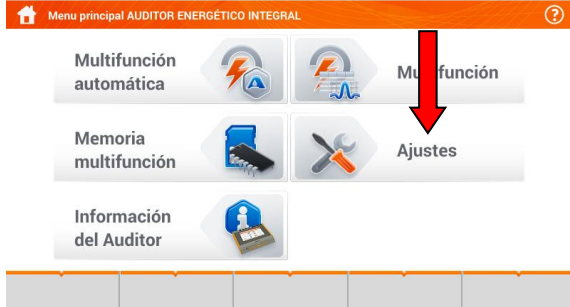 Menu principal AUDITOR ENERGÉTICO INTEGRAL
?
Multifunción
automática
Multifunción
Memoria
multifunción
Ajustes
Información
del Auditor